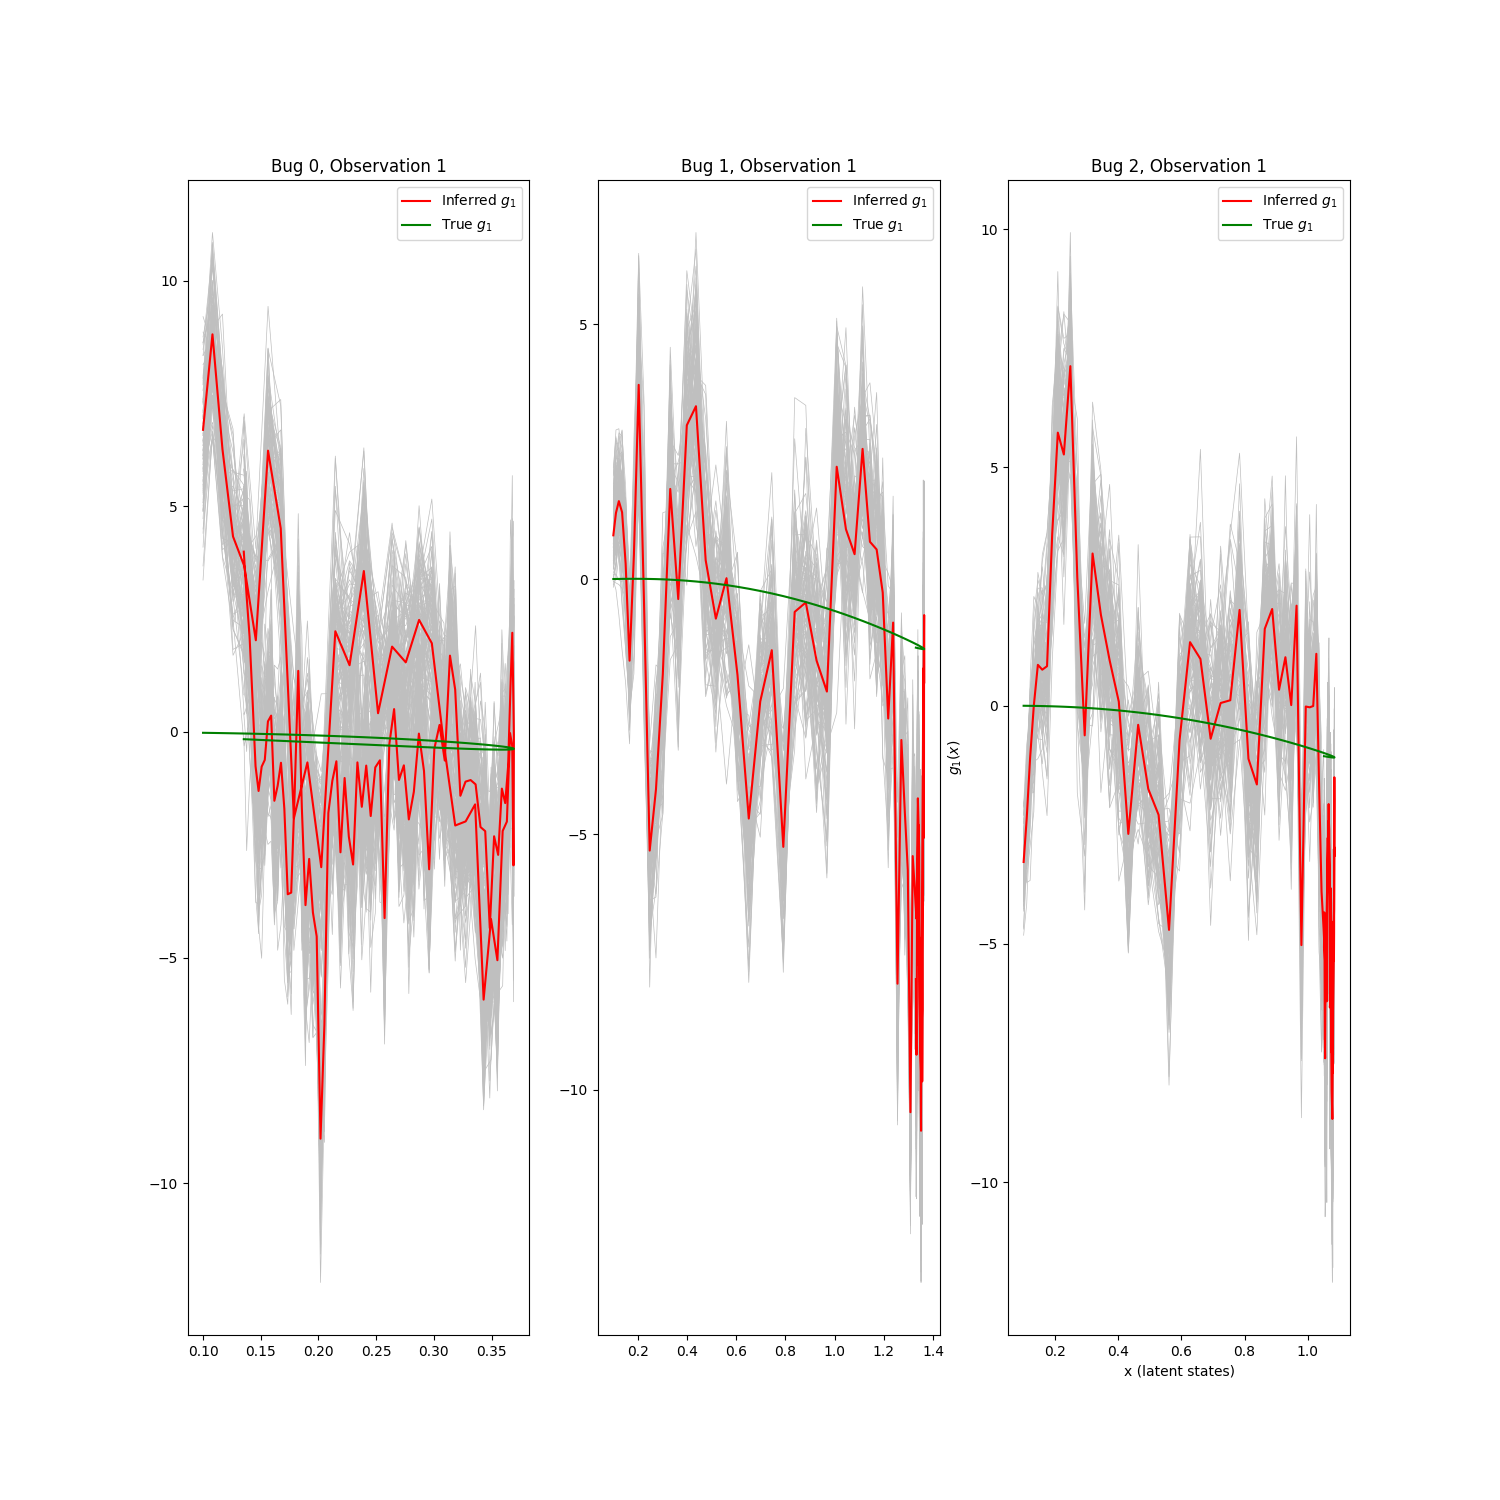 Bug 0, Observation 1
Inferred g₁
True g₁
10
5
0
−5
−10
0.10 0.15 0.20 0.25 0.30 0.35
Bug 1, Observation 1
Inferred g₁
True g₁
5
0
−5
−10
0.2 0.4 0.6 0.8 1.0 1.2 1.4
Bug 2, Observation 1
Inferred g₁
True g₁
g₁(x)
10
5
0
−5
−10
0.2 0.4 0.6 0.8 1.0
x (latent states)